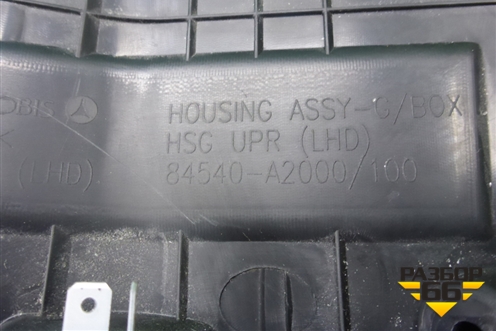 HOUSING ASSY-G/BOX
HSG UPR (LHD)
84540-A2000/100
(LHD).
РАЗБОР
66